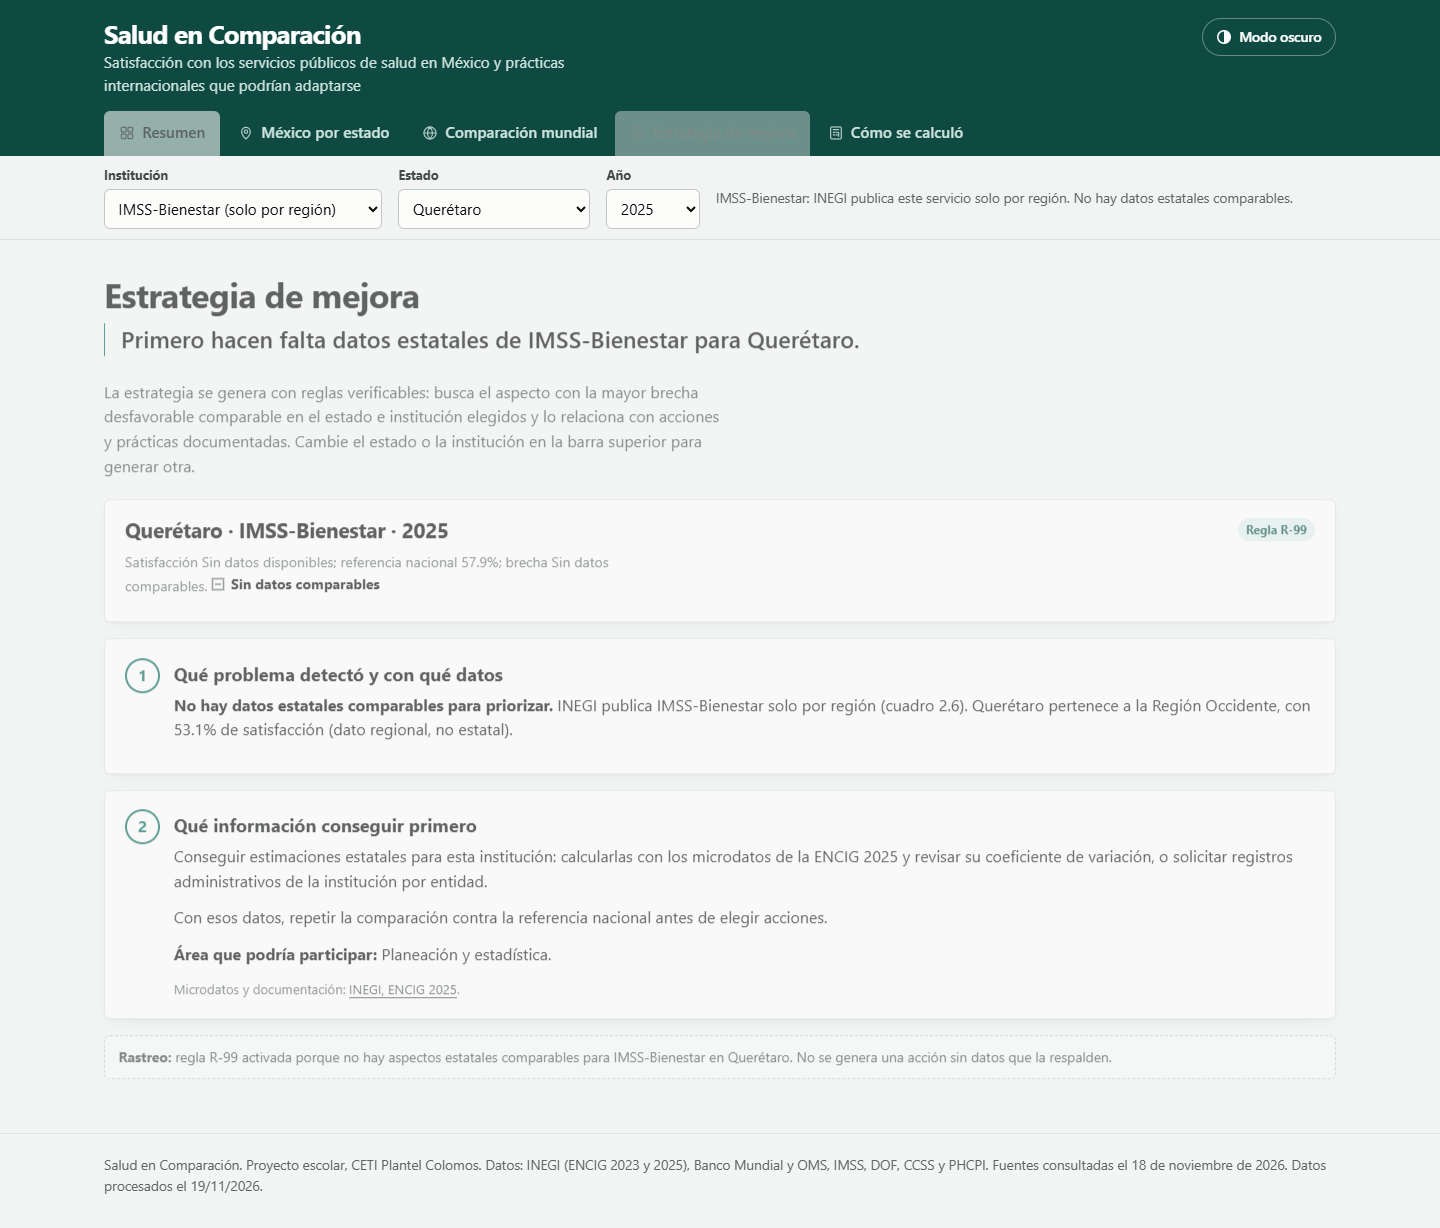 Salud en Comparación
Satisfacción con los servicios públicos de salud en México y prácticas
internacionales que podrían adaptarse
Modo oscuro
Resumen
México por estado
Comparación mundial
Estrategia de mejora
Cómo se calculó
Institución
Estado
Año
IMSS-Bienestar (solo por región)
Querétaro
2025
IMSS-Bienestar: INEGI publica este servicio solo por región. No hay datos estatales comparables.
Estrategia de mejora
Primero hacen falta datos estatales de IMSS-Bienestar para Querétaro.
La estrategia se genera con reglas verificables: busca el aspecto con la mayor brecha
desfavorable comparable en el estado e institución elegidos y lo relaciona con acciones
y prácticas documentadas. Cambie el estado o la institución en la barra superior para
generar otra.
Querétaro · IMSS-Bienestar · 2025
Regla R-99
Satisfacción Sin datos disponibles; referencia nacional 57.9%; brecha Sin datos
comparables. Sin datos comparables
1
Qué problema detectó y con qué datos
No hay datos estatales comparables para priorizar. INEGI publica IMSS-Bienestar solo por región (cuadro 2.6). Querétaro pertenece a la Región Occidente, con
53.1% de satisfacción (dato regional, no estatal).
2
Qué información conseguir primero
Conseguir estimaciones estatales para esta institución: calcularlas con los microdatos de la ENCIG 2025 y revisar su coeficiente de variación, o solicitar registros
administrativos de la institución por entidad.
Con esos datos, repetir la comparación contra la referencia nacional antes de elegir acciones.
Área que podría participar: Planeación y estadística.
Microdatos y documentación: INEGI, ENCIG 2025.
Rastreo: regla R-99 activada porque no hay aspectos estatales comparables para IMSS-Bienestar en Querétaro. No se genera una acción sin datos que la respalden.
Salud en Comparación. Proyecto escolar, CETI Plantel Colomos. Datos: INEGI (ENCIG 2023 y 2025), Banco Mundial y OMS, IMSS, DOF, CCSS y PHCPI. Fuentes consultadas el 18 de noviembre de 2026. Datos
procesados el 19/11/2026.